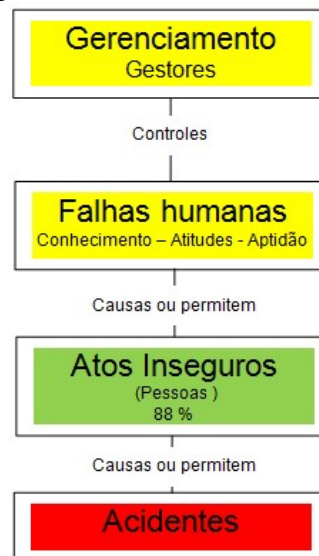 Gerenciamento
Gestores
Controles
Falhas humanas
Conhecimento – Atitudes - Aptidão
Causas ou permitem
Atos Inseguros
(Pessoas )
88 %
Causas ou permitem
Acidentes